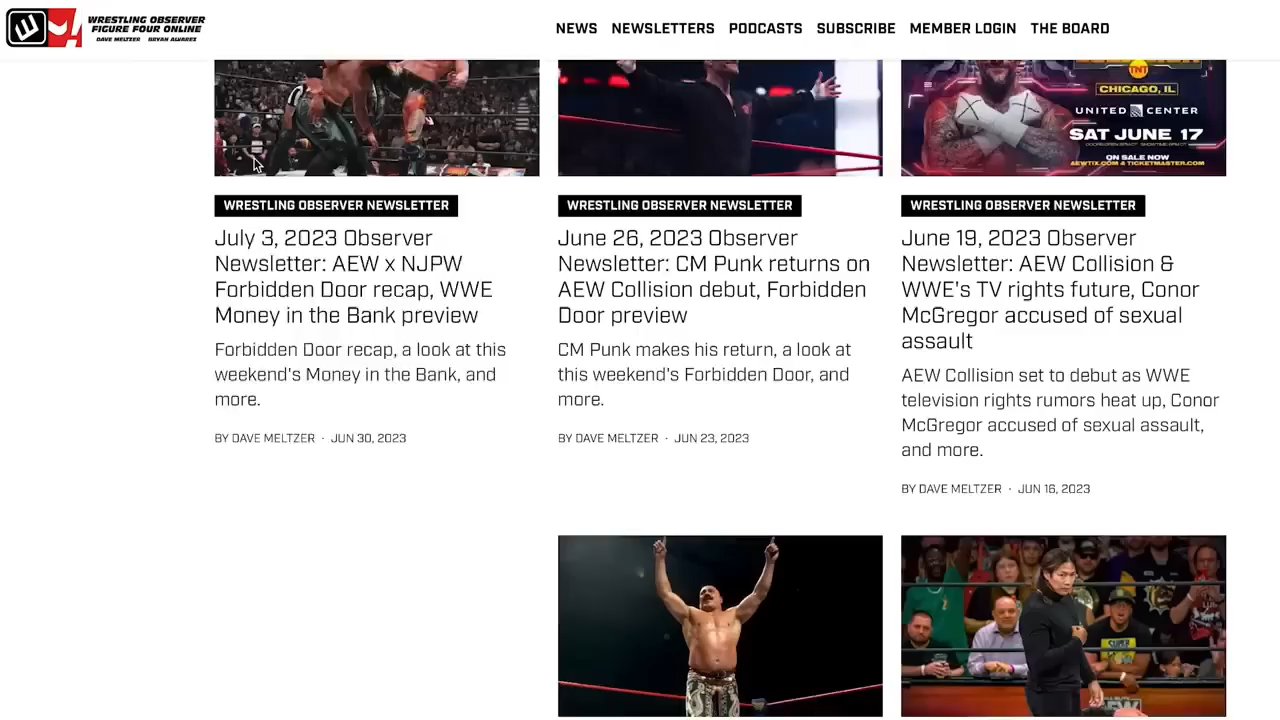 WRESTLING OBSERVER
FIGURE FOUR ONLINE
DAVE MELTZER BRYAN ALVAREZ
NEWS
NEWSLETTERS
PODCASTS
SUBSCRIBE
MEMBER LOGIN
THE BOARD
TNT
CHICAGO, IL
UNITED CENTER
SAT JUNE 17
ON SALE NOW
AEWTIX.COM & TICKETMASTER.COM
WRESTLING OBSERVER NEWSLETTER
July 3, 2023 Observer
Newsletter: AEW x NJPW
Forbidden Door recap, WWE
Money in the Bank preview
Forbidden Door recap, a look at this
weekend's Money in the Bank, and
more.
BY DAVE MELTZER · JUN 30, 2023
WRESTLING OBSERVER NEWSLETTER
June 26, 2023 Observer
Newsletter: CM Punk returns on
AEW Collision debut, Forbidden
Door preview
CM Punk makes his return, a look at
this weekend's Forbidden Door, and
more.
BY DAVE MELTZER · JUN 23, 2023
WRESTLING OBSERVER NEWSLETTER
June 19, 2023 Observer
Newsletter: AEW Collision &
WWE's TV rights future, Conor
McGregor accused of sexual
assault
AEW Collision set to debut as WWE
television rights rumors heat up, Conor
McGregor accused of sexual assault,
and more.
BY DAVE MELTZER · JUN 16, 2023
SUPER